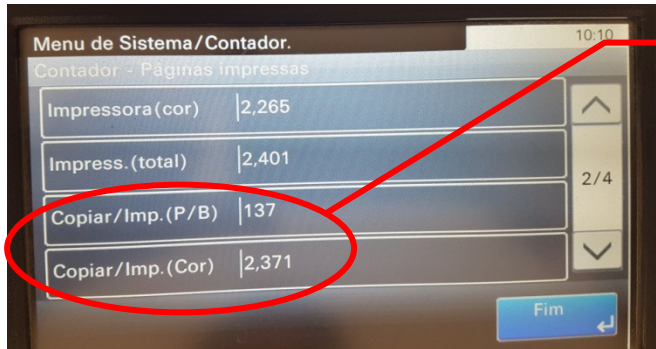 Menu de Sistema/Contador. 10:10
Contador - Páginas impressas
Impressora(cor) 2,265
Impress.(total) 2,401
2/4
Copiar/Imp.(P/B) 137
Copiar/Imp.(Cor) 2,371
Fim